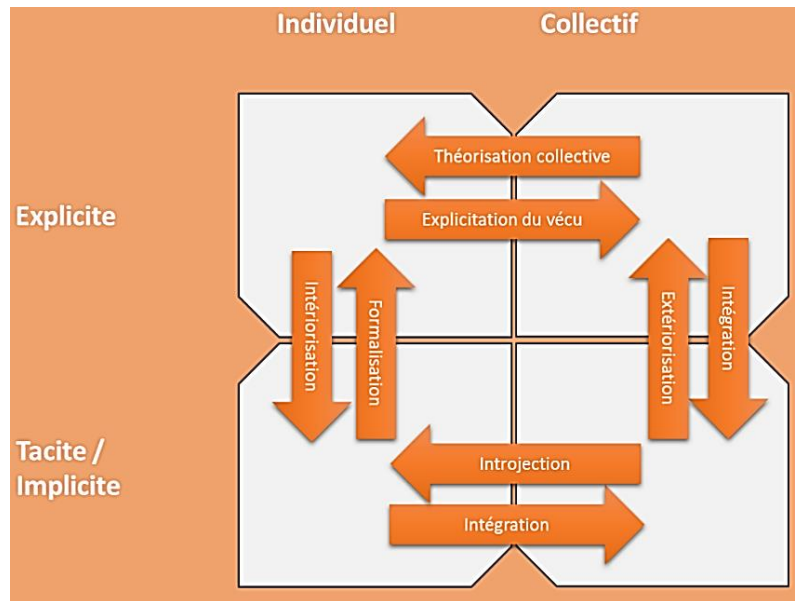 Individuel
Collectif
Théorisation collective
Explicite
Explicitation du vécu
Intériorisation
Formalisation
Extériorisation
Intégration
Tacite /
Implicite
Introjection
Intégration